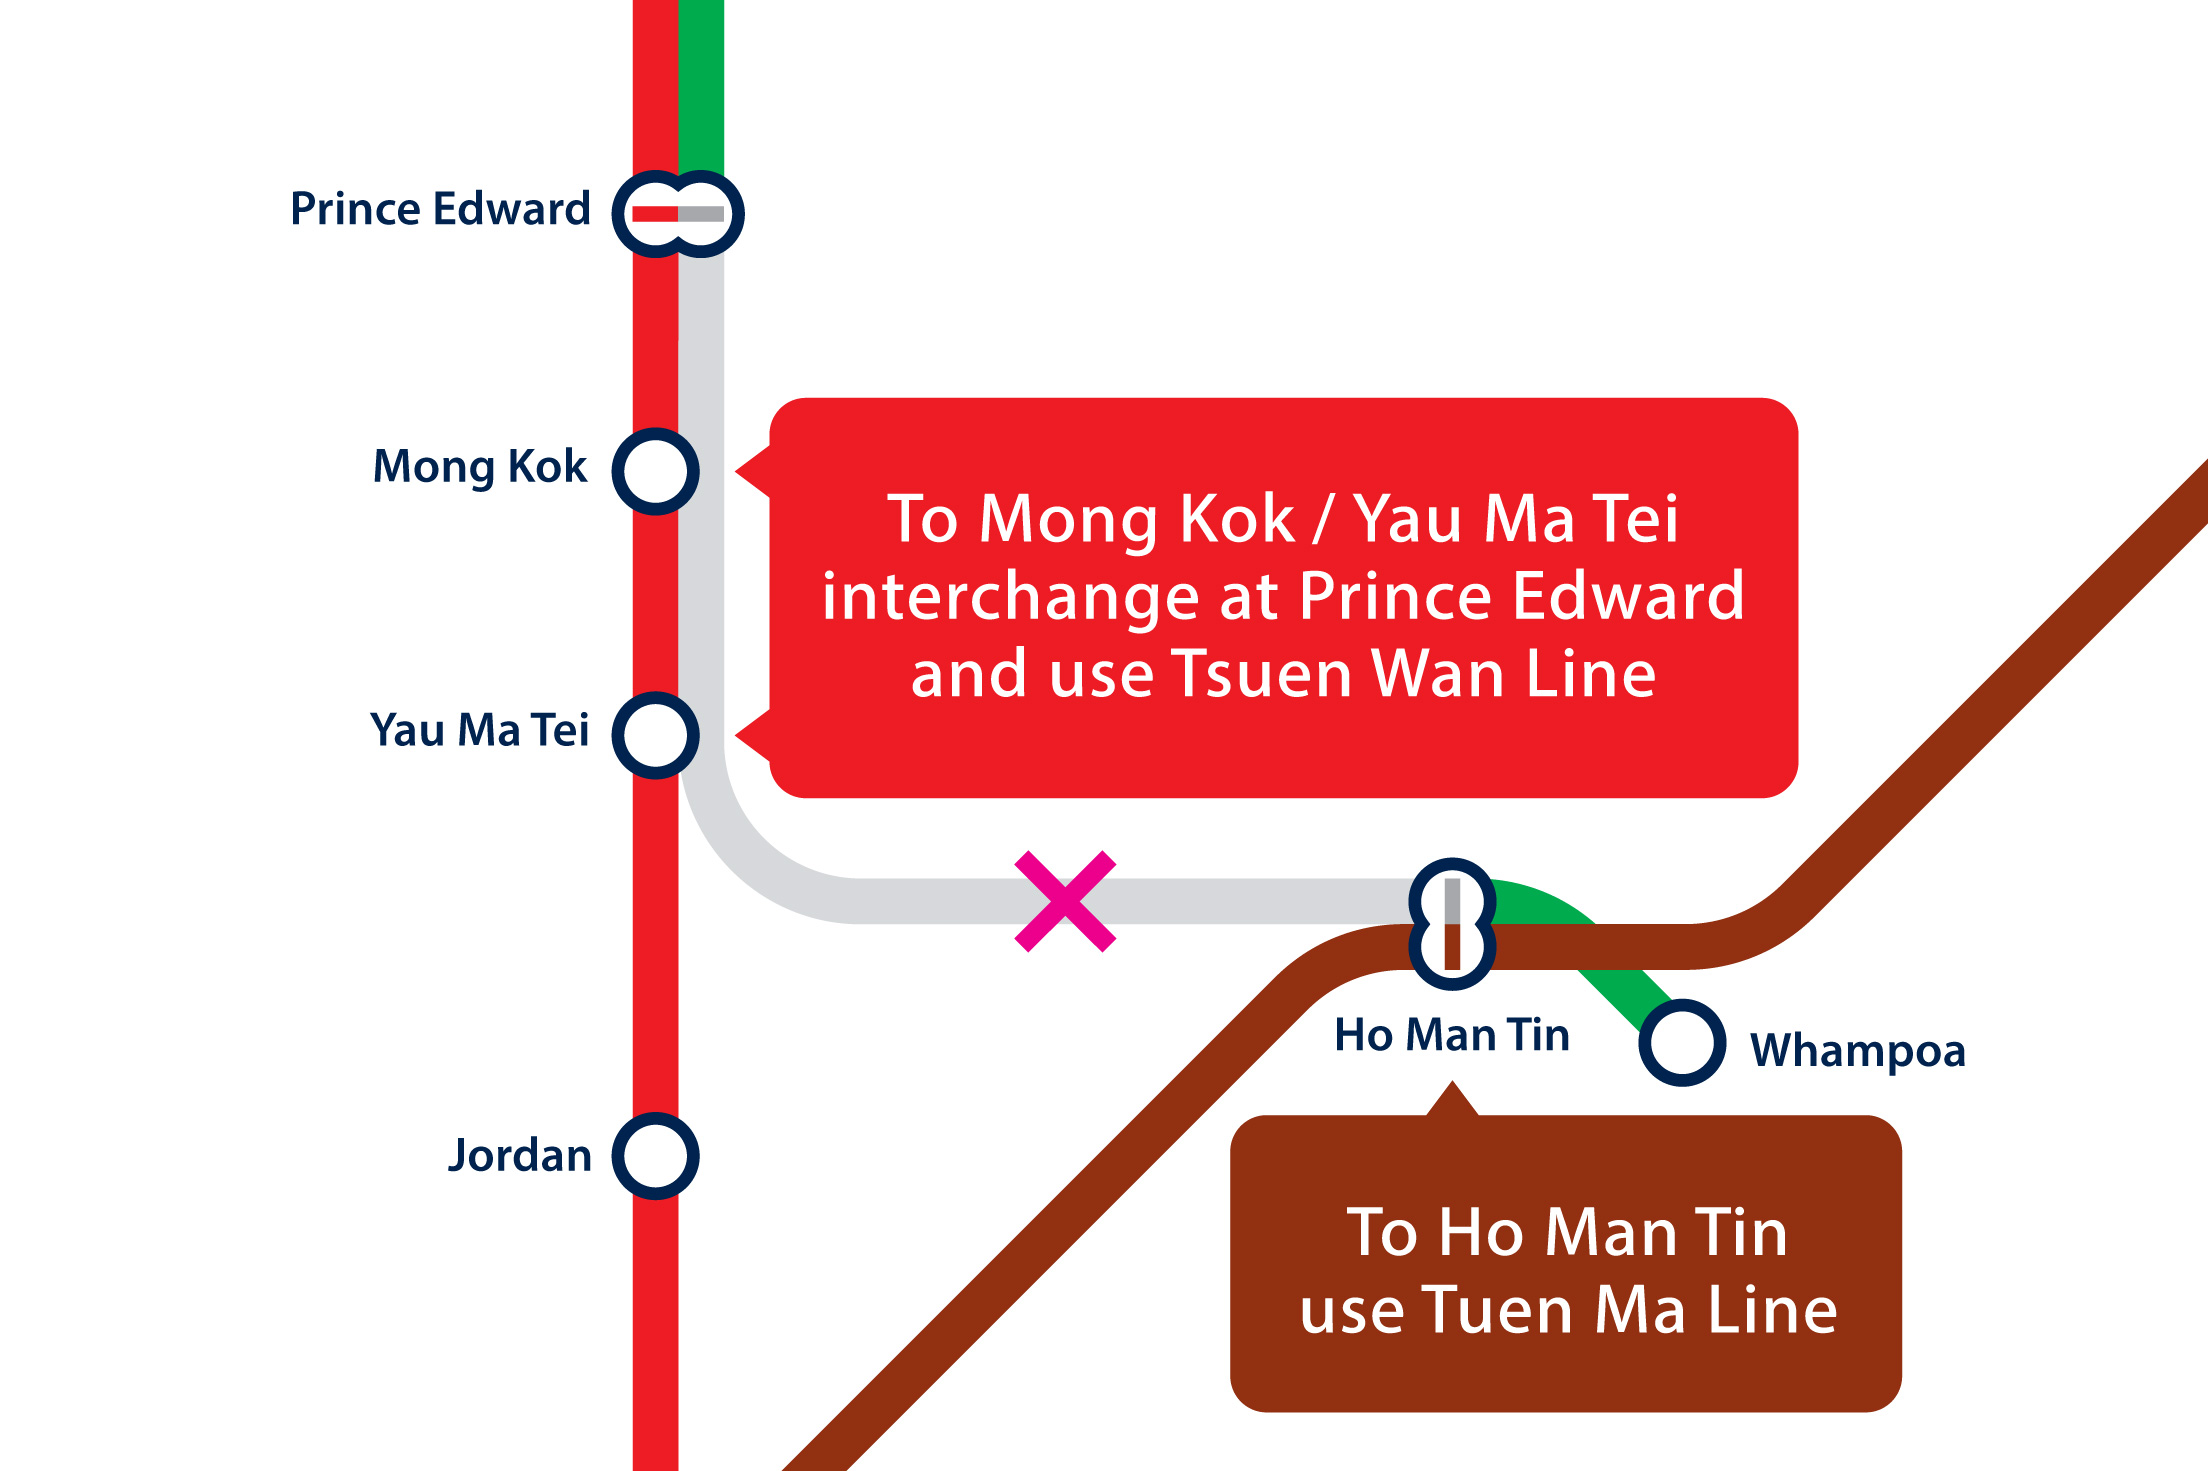 Prince Edward
Mong Kok
To Mong Kok / Yau Ma Tei
interchange at Prince Edward
and use Tsuen Wan Line
Yau Ma Tei
Ho Man Tin
Whampoa
Jordan
To Ho Man Tin
use Tuen Ma Line